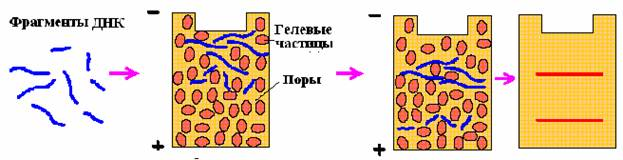 Фрагменты ДНК
−
Гелевые
частицы
Поры
+
−
+